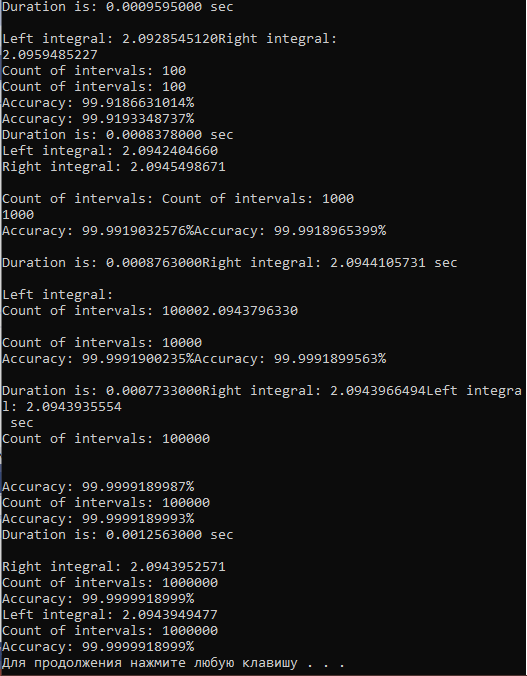 Duration is: 0.0009595000 sec
Left integral: 2.0928545120Right integral:
2.0959485227
Count of intervals: 100
Count of intervals: 100
Accuracy: 99.9186631014%
Accuracy: 99.9193348737%
Duration is: 0.0008378000 sec
Left integral: 2.0942404660
Right integral: 2.0945498671
Count of intervals: Count of intervals: 1000
1000
Accuracy: 99.9919032576%Accuracy: 99.9918965399%
Duration is: 0.0008763000Right integral: 2.0944105731 sec
Left integral:
Count of intervals: 100002.0943796330
Count of intervals: 10000
Accuracy: 99.9991900235%Accuracy: 99.9991899563%
Duration is: 0.0007733000Right integral: 2.0943966494Left integra
l: 2.0943935554
sec
Count of intervals: 100000
Accuracy: 99.9999189987%
Count of intervals: 100000
Accuracy: 99.9999189993%
Duration is: 0.0012563000 sec
Right integral: 2.0943952571
Count of intervals: 1000000
Accuracy: 99.9999918999%
Left integral: 2.0943949477
Count of intervals: 1000000
Accuracy: 99.9999918999%
Для продолжения нажмите любую клавишу . . .